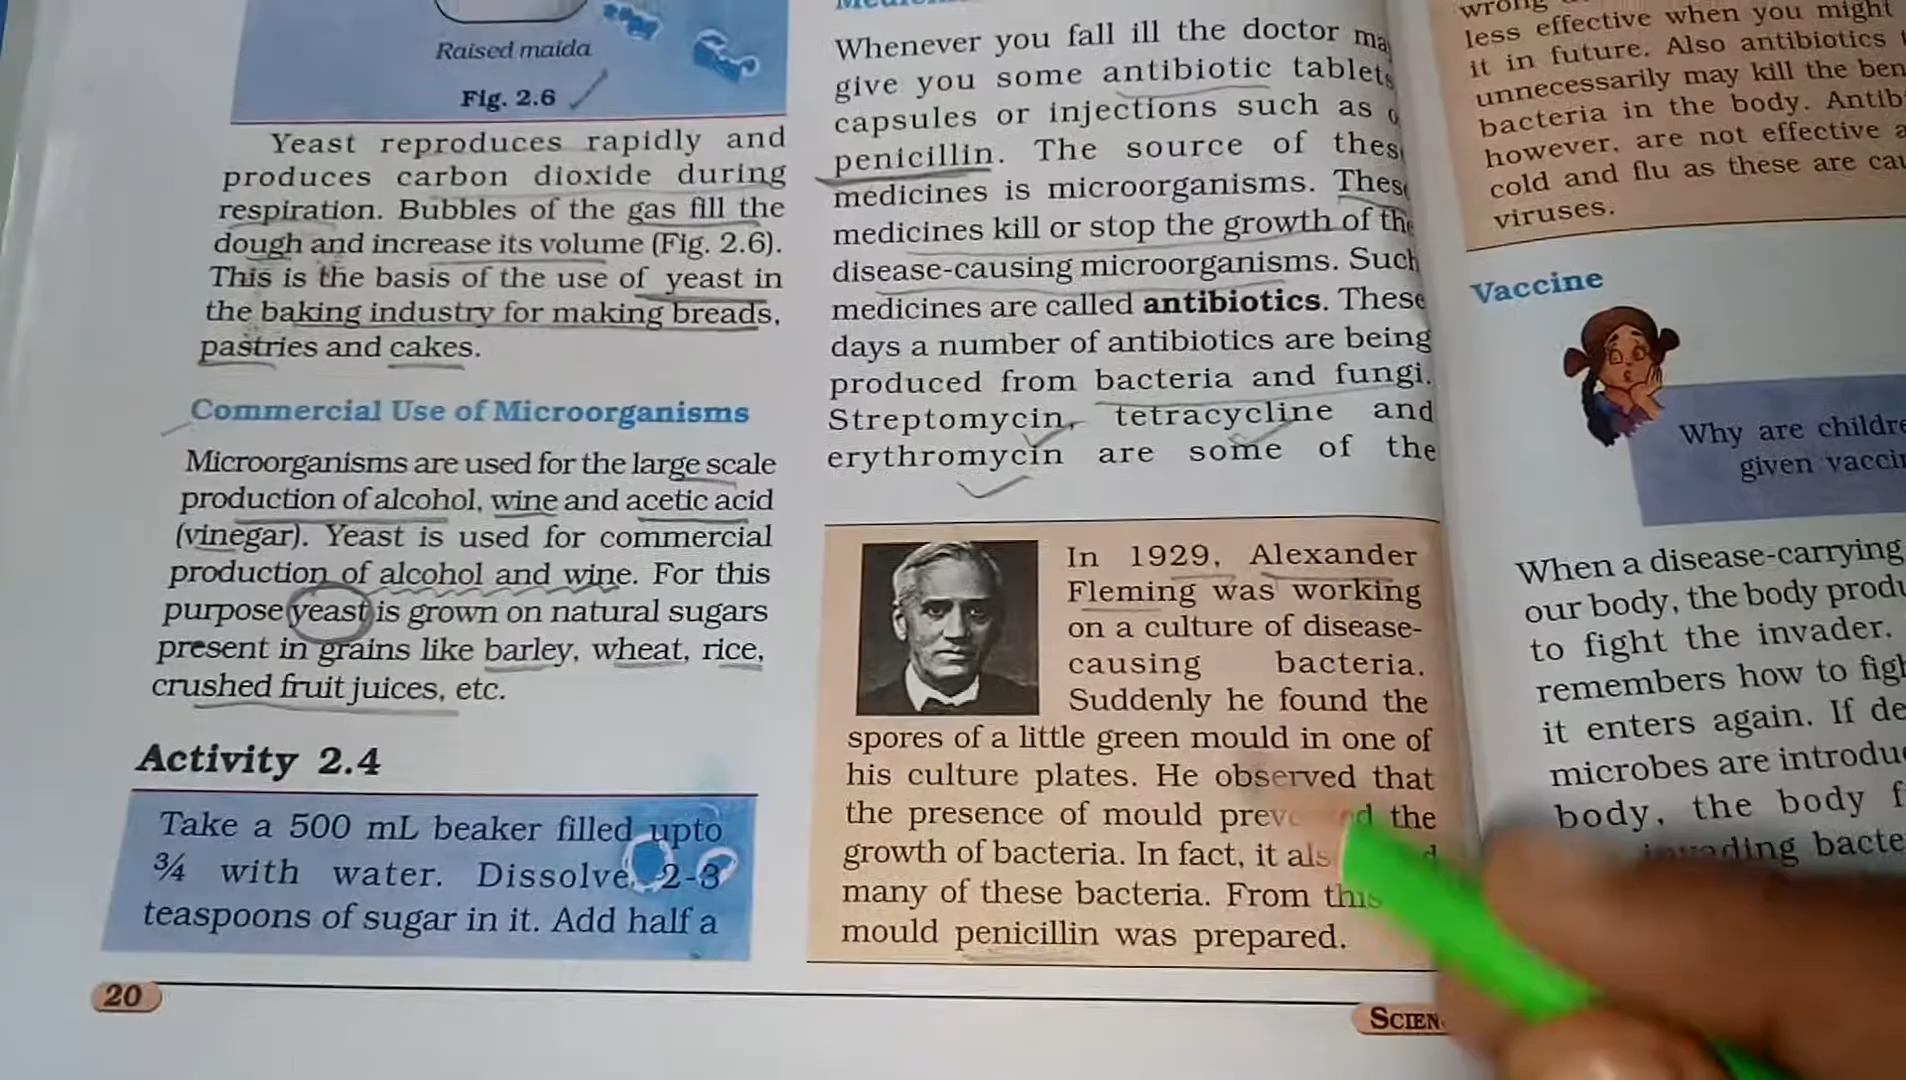 Raised maida
Fig. 2.6
Yeast reproduces rapidly and
produces carbon dioxide during
respiration. Bubbles of the gas fill the
dough and increase its volume (Fig. 2.6).
This is the basis of the use of yeast in
the baking industry for making breads,
pastries and cakes.
Commercial Use of Microorganisms
Microorganisms are used for the large scale
production of alcohol, wine and acetic acid
(vinegar). Yeast is used for commercial
production of alcohol and wine. For this
purpose yeast is grown on natural sugars
present in grains like barley, wheat, rice,
crushed fruit juices, etc.
Activity 2.4
Take a 500 mL beaker filled upto
¾ with water. Dissolve 2-3
teaspoons of sugar in it. Add half a
20
Whenever you fall ill the doctor
give you some antibiotic tablets
capsules or injections such as
penicillin. The source of
medicines is microorganisms.
medicines kill or stop the growth of
disease-causing microorganisms. Such
medicines are called antibiotics. These
days a number of antibiotics are being
produced from bacteria and fungi.
Streptomycin, tetracycline and
erythromycin are some of the
In 1929, Alexander
Fleming was working
on a culture of disease-
causing bacteria.
Suddenly he found the
spores of a little green mould in one of
his culture plates. He observed that
the presence of mould the
growth of bacteria. In fact, it
many of these bacteria. From
mould penicillin was prepared.
wrong
less effective when you might
it in future. Also antibiotics
unnecessarily may kill the
bacteria in the body.
however, are not effective
cold and flu as these are
viruses.
Vaccine
Why are
given
When a disease-carrying
our body, the body
to fight the invader.
remembers how to
it enters again. If
microbes are
body, the body